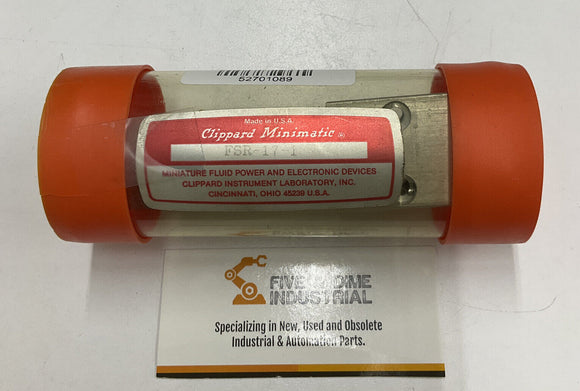 52701089
Made in U.S.A.
Clippard Minimatic ®
FSR-17-1
MINIATURE FLUID POWER AND ELECTRONIC DEVICES
CLIPPARD INSTRUMENT LABORATORY, INC.
CINCINNATI, OHIO 45239 U.S.A.
FIVE DIME
INDUSTRIAL
Specializing in New, Used and Obsolete
Industrial & Automation Parts.